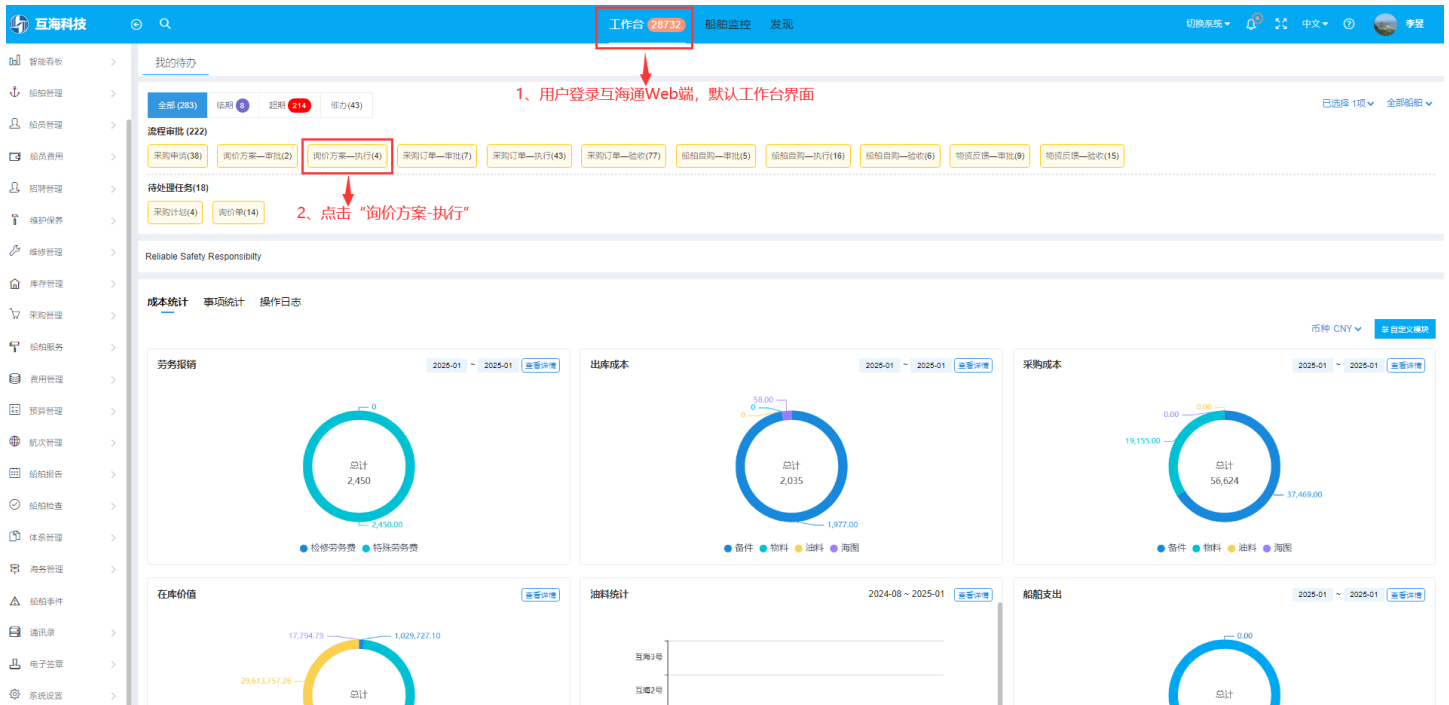 互海科技
工作台 28732 船舶监控 发现
切换系统 中文 李昱
智能看板
船舶管理
船员管理
船员费用
招聘管理
维护保养
维修管理
库存管理
采购管理
船舶服务
费用管理
预算管理
航次管理
船舶报告
船舶检查
体系管理
海务管理
船舶事件
通讯录
电子签章
系统设置
我的待办
1、用户登录互海通Web端，默认工作台界面
全部 (283) 临期 8 超期 214 催办(43)
已选择 1项 全部船舶
流程审批 (222)
采购申请(38) 询价方案—审批(2) 询价方案—执行(4) 采购订单—审批(7) 采购订单—执行(43) 采购订单—验收(77) 船舶自购—审批(5) 船舶自购—执行(16) 船舶自购—验收(6) 物资反馈—审批(9) 物资反馈—验收(15)
待处理任务(18)
采购计划(4) 询价单(14)
2、点击“询价方案-执行”
Reliable Safety Responsibilty
成本统计 事项统计 操作日志
币种 CNY 自定义模块
劳务报销 2025-01 ~ 2025-01 查看详情
0
总计
2,450
2,450.00
检修劳务费 特殊劳务费
出库成本 2025-01 ~ 2025-01 查看详情
58.00
0
0
总计
2,035
1,977.00
备件 物料 油料 海图
采购成本 2025-01 ~ 2025-01 查看详情
0.00
0.00
19,155.00
总计
56,624
37,469.00
备件 物料 油料 海图
在库价值 查看详情
17,794.79
1,029,727.10
29,613,757.26
总计
油料统计 2024-08 ~ 2025-01 查看详情
互海3号
互海2号
船舶支出 2025-01 ~ 2025-01 查看详情
0.00
总计